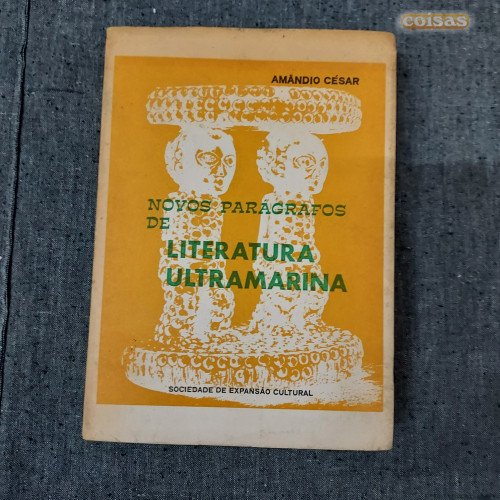 coisas
AMÂNDIO CÉSAR
NOVOS PARÁGRAFOS
DE
LITERATURA
ULTRAMARINA
SOCIEDADE DE EXPANSÃO CULTURAL